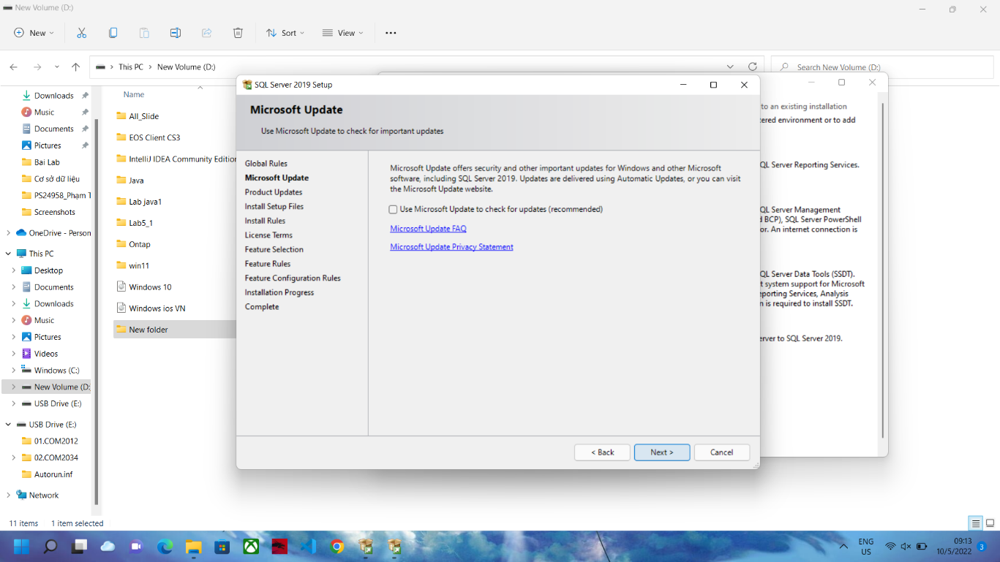 New Volume (D:)
New
Sort
View
This PC > New Volume (D:)
Search New Volume (D:)
Downloads
Music
Documents
Pictures
Bai Lab
Cơ sở dữ liệu
PS24958_Phạm T
Screenshots
OneDrive - Person
This PC
Desktop
Documents
Downloads
Music
Pictures
Videos
Windows (C:)
New Volume (D:
USB Drive (E:)
USB Drive (E:)
01.COM2012
02.COM2034
Autorun.inf
Network
Name
All_Slide
EOS Client CS3
IntelliJ IDEA Community Edition
Java
Lab java1
Lab5_1
Ontap
win11
Windows 10
Windows ios VN
New folder
SQL Server 2019 Setup
Microsoft Update
Use Microsoft Update to check for important updates
Global Rules
Microsoft Update
Product Updates
Install Setup Files
Install Rules
License Terms
Feature Selection
Feature Rules
Feature Configuration Rules
Installation Progress
Complete
Microsoft Update offers security and other important updates for Windows and other Microsoft
software, including SQL Server 2019. Updates are delivered using Automatic Updates, or you can visit
the Microsoft Update website.
Use Microsoft Update to check for updates (recommended)
Microsoft Update FAQ
Microsoft Update Privacy Statement
< Back
Next >
Cancel
to an existing installation
tered environment or to add
QL Server Reporting Services.
QL Server Management
d BCP), SQL Server PowerShell
or. An internet connection is
QL Server Data Tools (SSDT).
t system support for Microsoft
eporting Services, Analysis
n is required to install SSDT.
erver to SQL Server 2019.
11 items
1 item selected
ENG
US
09:13
10/5/2022
3